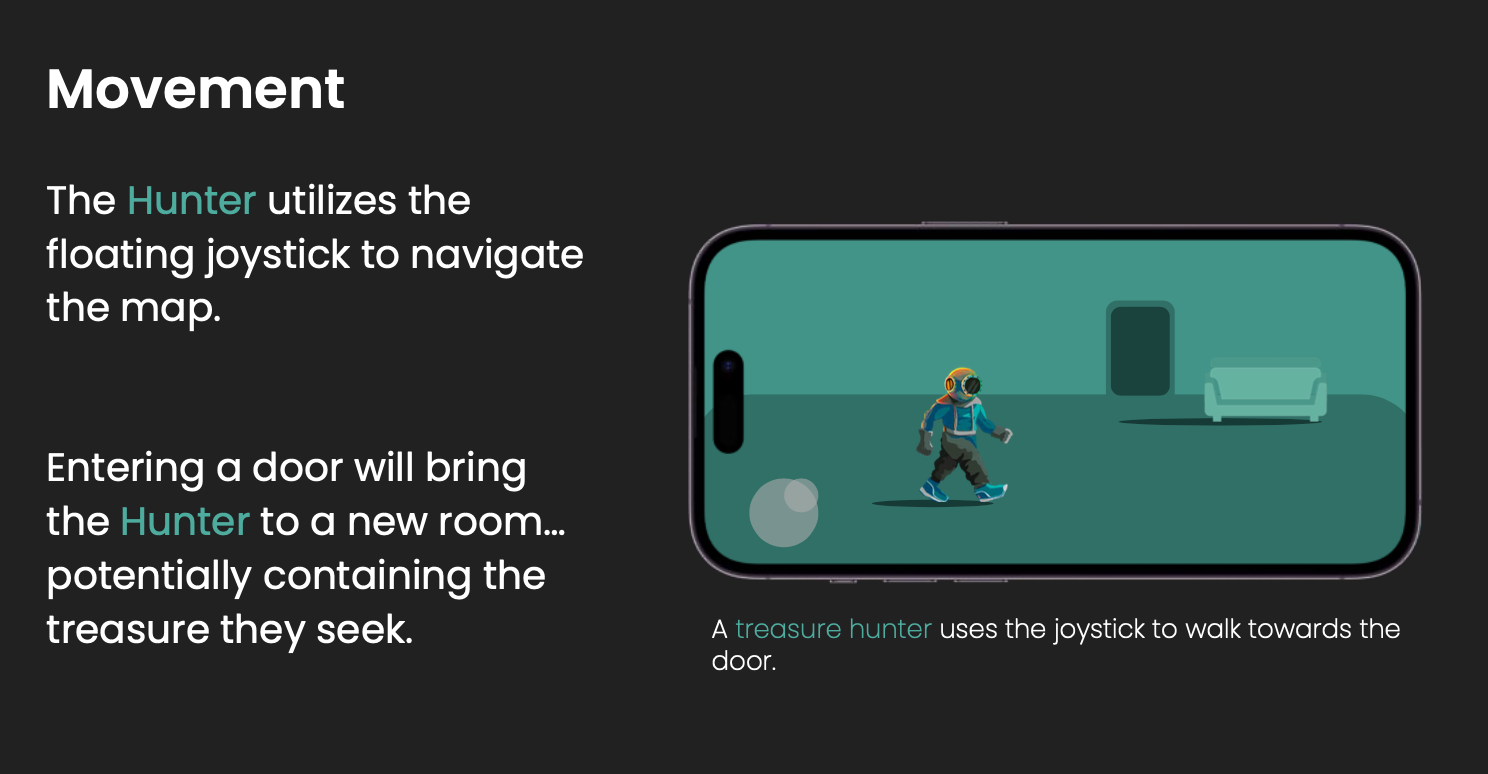 Movement
The Hunter utilizes the
floating joystick to navigate
the map.
Entering a door will bring
the Hunter to a new room...
potentially containing the
treasure they seek.
A treasure hunter uses the joystick to walk towards the
door.